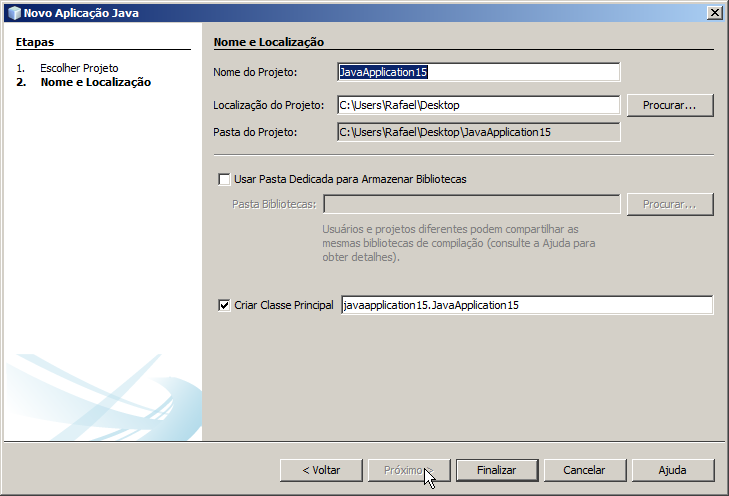 Novo Aplicação Java
Etapas
1. Escolher Projeto
2. Nome e Localização
Nome e Localização
Nome do Projeto: JavaApplication15
Localização do Projeto: C:\Users\Rafael\Desktop Procurar...
Pasta do Projeto: C:\Users\Rafael\Desktop\JavaApplication15
Usar Pasta Dedicada para Armazenar Bibliotecas
Pasta Bibliotecas: Procurar...
Usuários e projetos diferentes podem compartilhar as
mesmas bibliotecas de compilação (consulte a Ajuda para
obter detalhes).
Criar Classe Principal javaapplication15.JavaApplication15
< Voltar Próximo > Finalizar Cancelar Ajuda